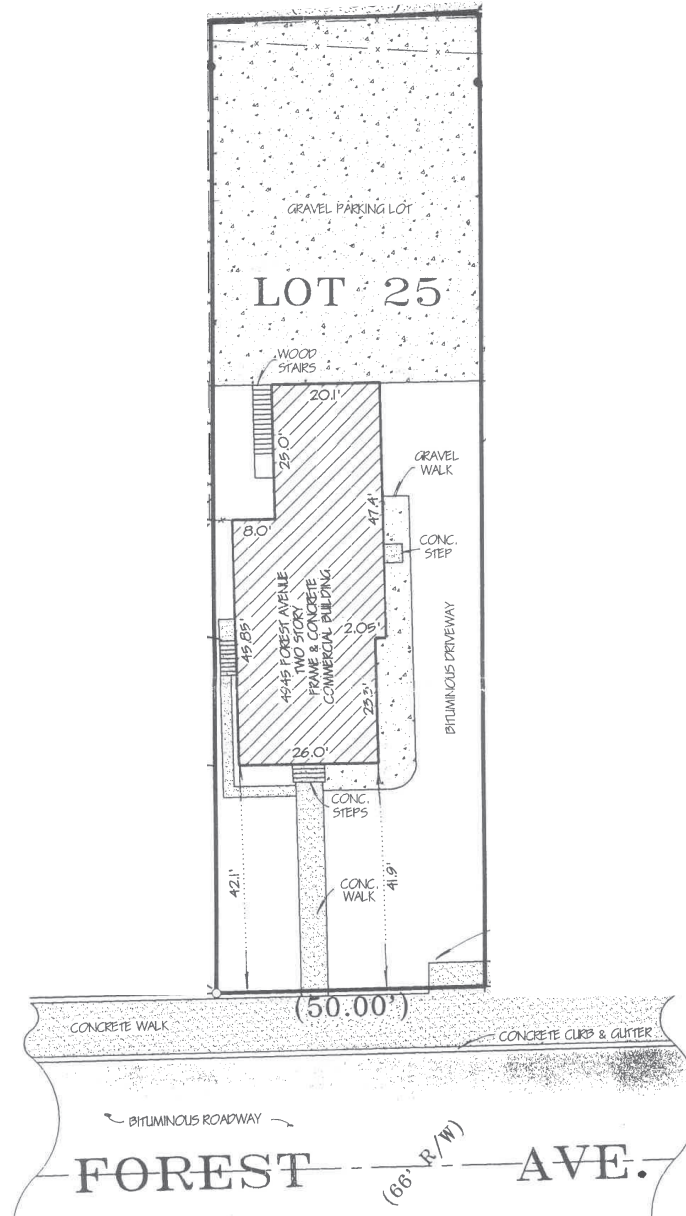 GRAVEL PARKING LOT
LOT 25
WOOD
STAIRS
20.1'
25.0'
GRAVEL
WALK
47.4'
8.0'
CONC.
STEP
4945 FOREST AVENUE
TWO STORY
FRAME & CONCRETE
COMMERCIAL BUILDING
2.05'
45.85'
BITUMINOUS DRIVEWAY
23.3'
26.0'
CONC.
STEPS
42.1'
CONC.
WALK
41.9'
(50.00')
CONCRETE WALK
CONCRETE CURB & GUTTER
BITUMINOUS ROADWAY
FOREST AVE.
(66' R/W)